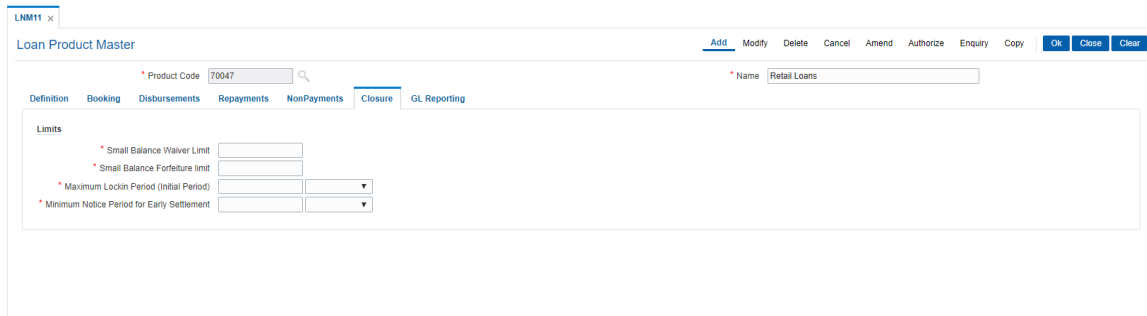 LNM11 ×
Loan Product Master Add Modify Delete Cancel Amend Authorize Enquiry Copy Ok Close Clear
* Product Code 70047 * Name Retail Loans
Definition Booking Disbursements Repayments NonPayments Closure GL Reporting
Limits
* Small Balance Waiver Limit
* Small Balance Forfeiture limit
* Maximum Lockin Period (Initial Period)
* Minimum Notice Period for Early Settlement